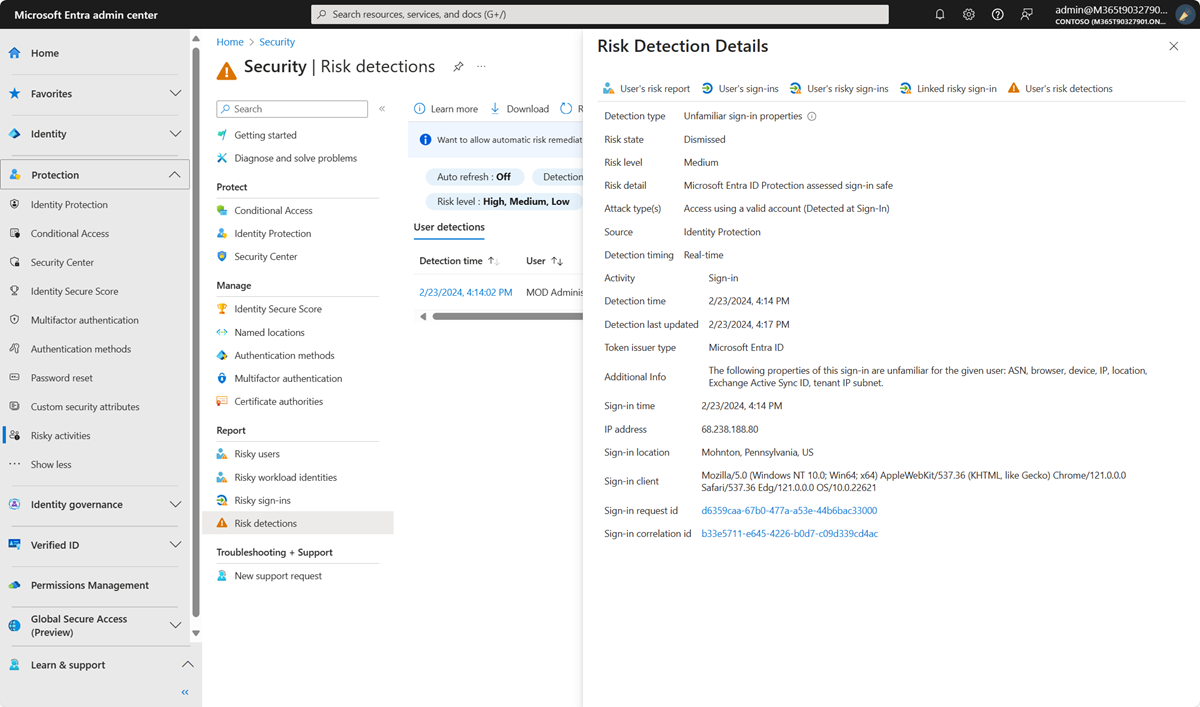 Microsoft Entra admin center
Search resources, services, and docs (G+/)
admin@M365t9032790...
CONTOSO (M365T90327901.ON...
Home
Favorites
Identity
Protection
Identity Protection
Conditional Access
Security Center
Identity Secure Score
Multifactor authentication
Authentication methods
Password reset
Custom security attributes
Risky activities
Show less
Identity governance
Verified ID
Permissions Management
Global Secure Access
(Preview)
Learn & support
Home > Security
Security | Risk detections
Search
Getting started
Diagnose and solve problems
Protect
Conditional Access
Identity Protection
Security Center
Manage
Identity Secure Score
Named locations
Authentication methods
Multifactor authentication
Certificate authorities
Report
Risky users
Risky workload identities
Risky sign-ins
Risk detections
Troubleshooting + Support
New support request
Learn more Download R
Want to allow automatic risk remediat
Auto refresh : Off Detection
Risk level : High, Medium, Low
User detections
Detection time User
2/23/2024, 4:14:02 PM MOD Adminis
Risk Detection Details
User's risk report User's sign-ins User's risky sign-ins Linked risky sign-in User's risk detections
Detection type Unfamiliar sign-in properties
Risk state Dismissed
Risk level Medium
Risk detail Microsoft Entra ID Protection assessed sign-in safe
Attack type(s) Access using a valid account (Detected at Sign-In)
Source Identity Protection
Detection timing Real-time
Activity Sign-in
Detection time 2/23/2024, 4:14 PM
Detection last updated 2/23/2024, 4:17 PM
Token issuer type Microsoft Entra ID
Additional Info The following properties of this sign-in are unfamiliar for the given user: ASN, browser, device, IP, location,
Exchange Active Sync ID, tenant IP subnet.
Sign-in time 2/23/2024, 4:14 PM
IP address 68.238.188.80
Sign-in location Mohnton, Pennsylvania, US
Sign-in client Mozilla/5.0 (Windows NT 10.0; Win64; x64) AppleWebKit/537.36 (KHTML, like Gecko) Chrome/121.0.0.0
Safari/537.36 Edg/121.0.0.0 OS/10.0.22621
Sign-in request id d6359caa-67b0-477a-a53e-44b6bac33000
Sign-in correlation id b33e5711-e645-4226-b0d7-c09d339cd4ac